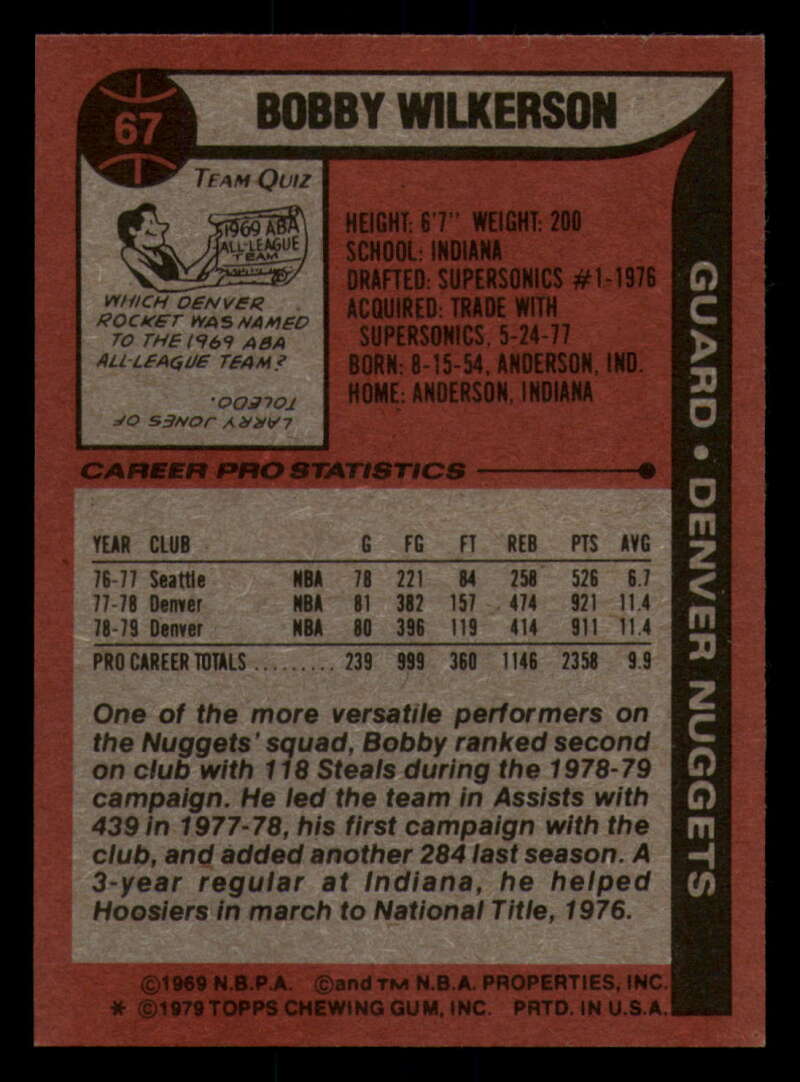 67
BOBBY WILKERSON
TEAM QUIZ
1969 ABA
ALL-LEAGUE
TEAM
WHICH DENVER
ROCKET WAS NAMED
TO THE 1969 ABA
ALL-LEAGUE TEAM?
LARRY JONES OF
TOLEDO.
HEIGHT: 6'7" WEIGHT: 200
SCHOOL: INDIANA
DRAFTED: SUPERSONICS #1-1976
ACQUIRED: TRADE WITH
SUPERSONICS, 5-24-77
BORN: 8-15-54, ANDERSON, IND.
HOME: ANDERSON, INDIANA
GUARD • DENVER NUGGETS
CAREER PRO STATISTICS
YEAR CLUB G FG FT REB PTS AVG
76-77 Seattle NBA 78 221 84 258 526 6.7
77-78 Denver NBA 81 382 157 474 921 11.4
78-79 Denver NBA 80 396 119 414 911 11.4
PRO CAREER TOTALS ......... 239 999 360 1146 2358 9.9
One of the more versatile performers on
the Nuggets' squad, Bobby ranked second
on club with 118 Steals during the 1978-79
campaign. He led the team in Assists with
439 in 1977-78, his first campaign with the
club, and added another 284 last season. A
3-year regular at Indiana, he helped
Hoosiers in march to National Title, 1976.
©1969 N.B.P.A. ©and TM N.B.A. PROPERTIES, INC.
* ©1979 TOPPS CHEWING GUM, INC. PRTD. IN U.S.A.